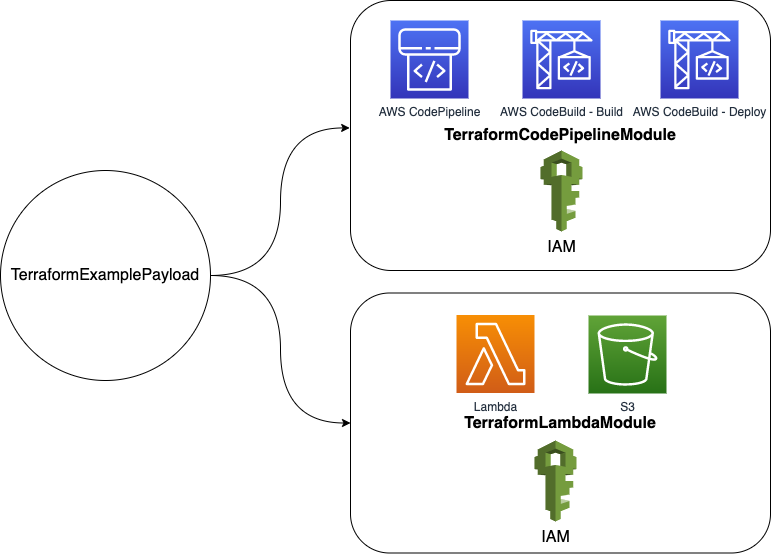 AWS CodePipeline
AWS CodeBuild - Build
AWS CodeBuild - Deploy
TerraformCodePipelineModule
IAM
TerraformExamplePayload
Lambda
S3
TerraformLambdaModule
IAM